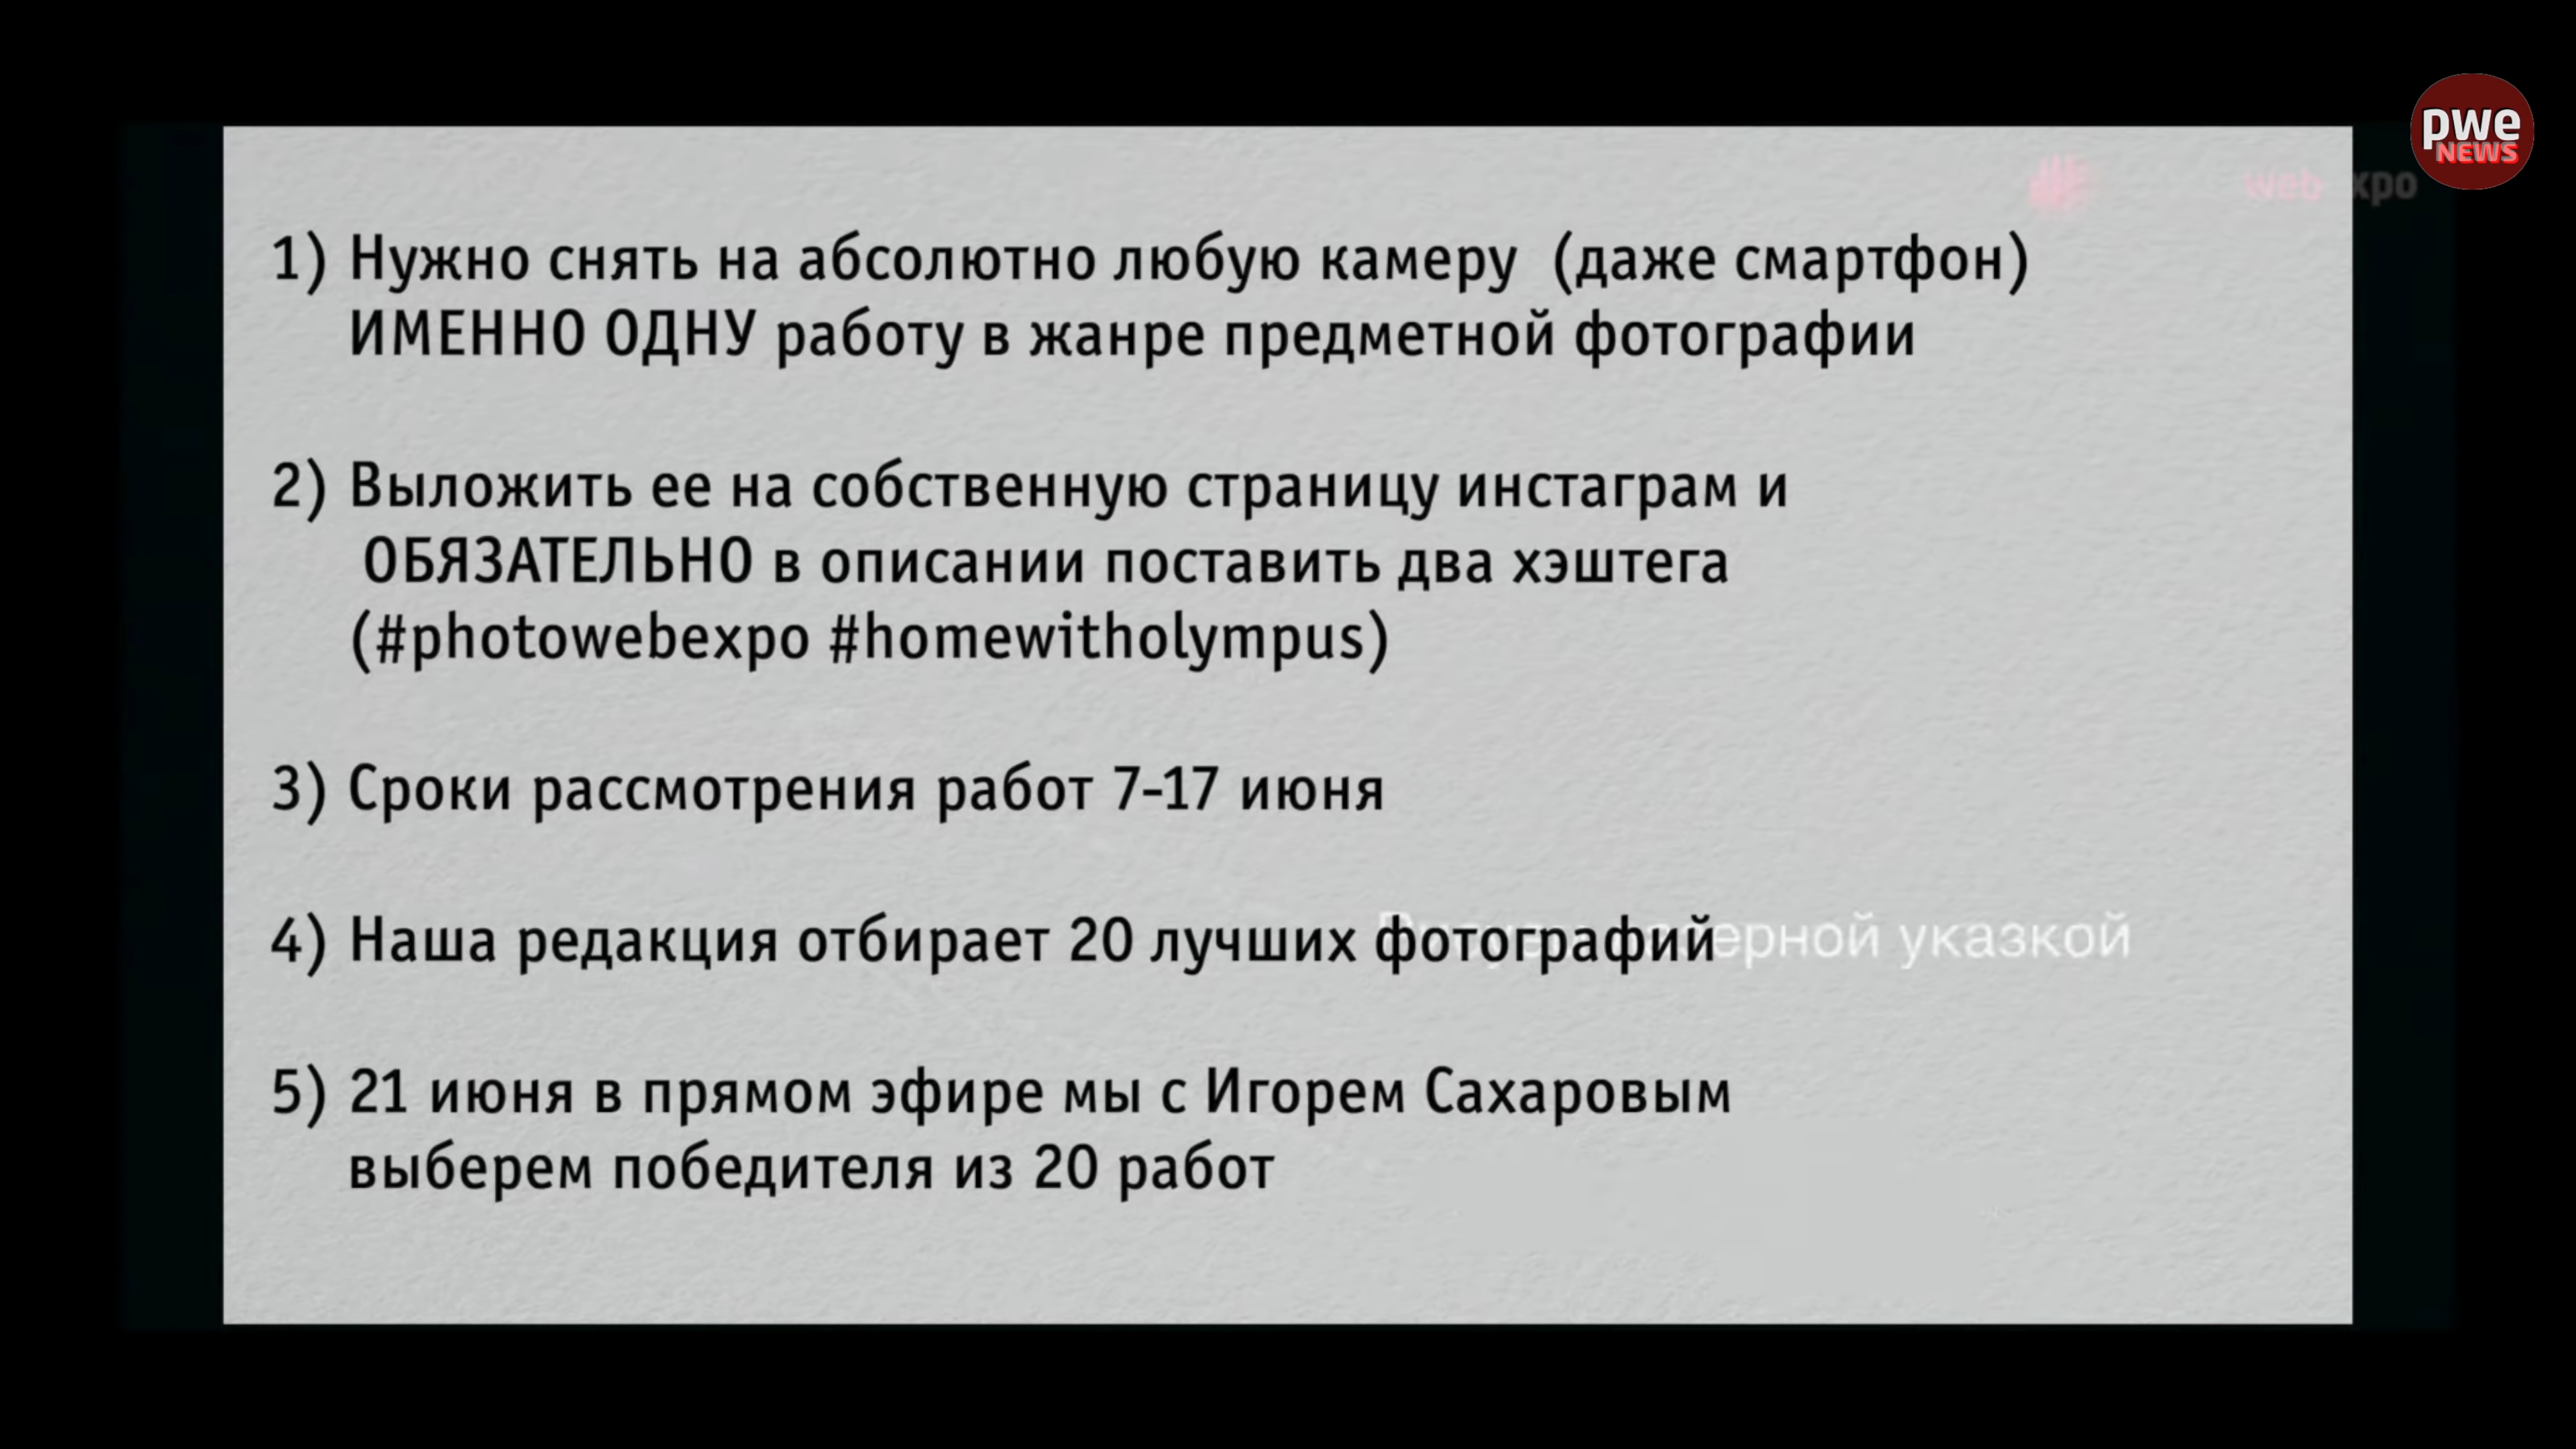 pwe
NEWS
web xpo
1) Нужно снять на абсолютно любую камеру (даже смартфон)
ИМЕННО ОДНУ работу в жанре предметной фотографии
2) Выложить ее на собственную страницу инстаграм и
ОБЯЗАТЕЛЬНО в описании поставить два хэштега
(#photowebexpo #homewitholympus)
3) Сроки рассмотрения работ 7-17 июня
4) Наша редакция отбирает 20 лучших фотографий
указкой
5) 21 июня в прямом эфире мы с Игорем Сахаровым
выберем победителя из 20 работ